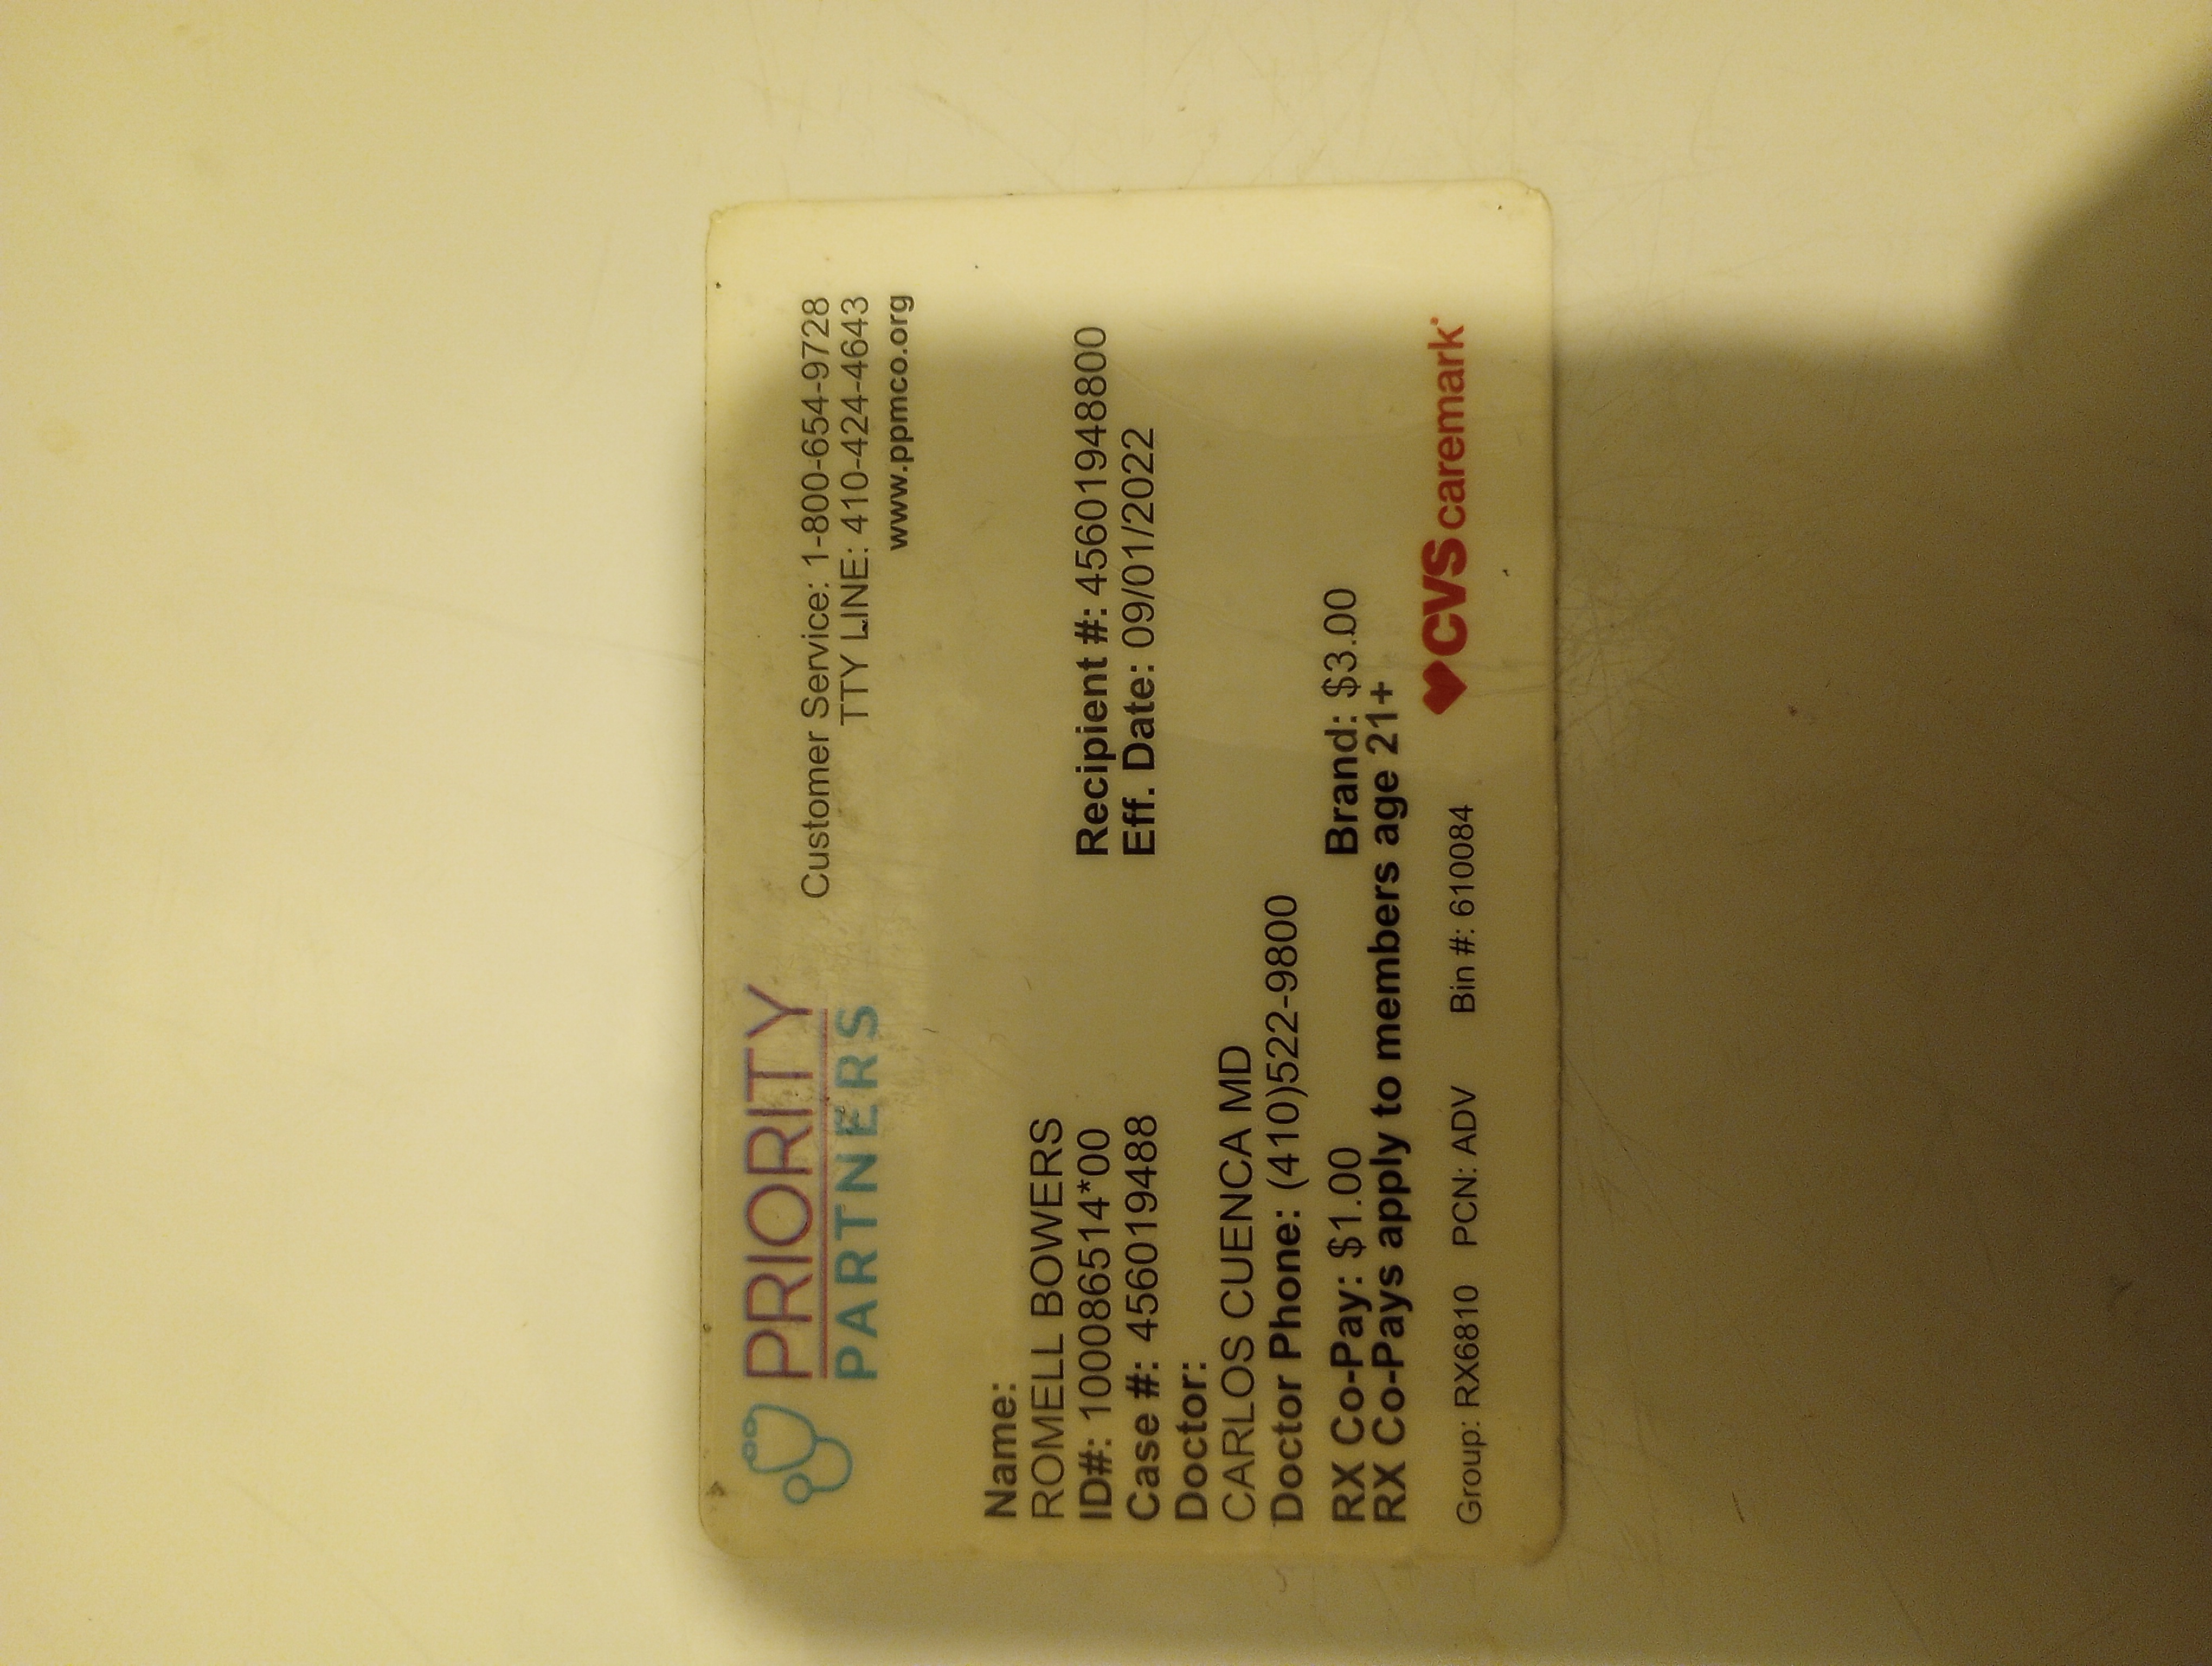 PRIORITY
PARTNERS
Customer Service: 1-800-654-9728
TTY LINE: 410-424-4643
www.ppmco.org
Name:
ROMELL BOWERS
ID#: 100086514*00 Recipient #: 45601948800
Case #: 456019488 Eff. Date: 09/01/2022
Doctor:
CARLOS CUENCA MD
Doctor Phone: (410)522-9800
RX Co-Pay: $1.00 Brand: $3.00
RX Co-Pays apply to members age 21+
Group: RX6810 PCN: ADV Bin #: 610084 CVS caremark